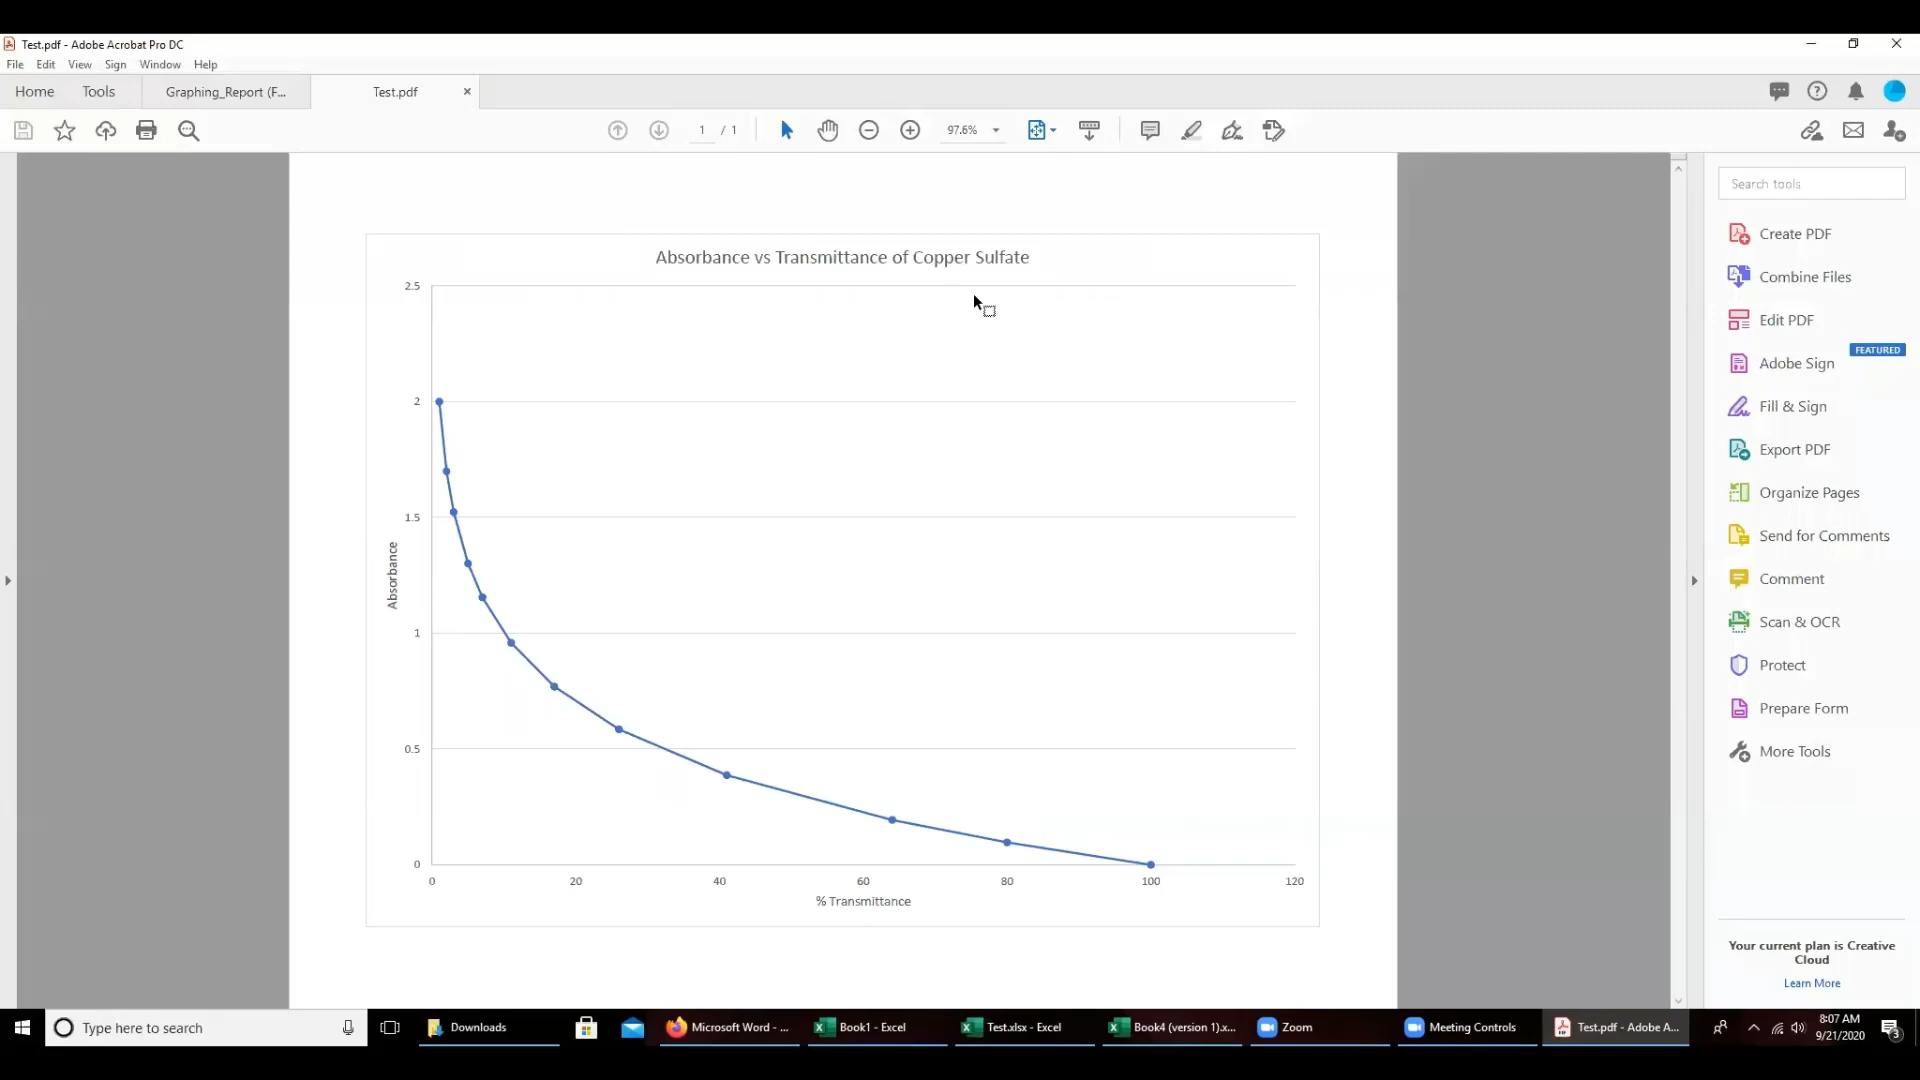 Test.pdf - Adobe Acrobat Pro DC
File Edit View Sign Window Help
Home Tools Graphing_Report (F... Test.pdf ×
1 / 1 97.6%
Search tools
Create PDF
Combine Files
Edit PDF
FEATURED
Adobe Sign
Fill & Sign
Export PDF
Organize Pages
Send for Comments
Comment
Scan & OCR
Protect
Prepare Form
More Tools
Your current plan is Creative
Cloud
Learn More
Absorbance vs Transmittance of Copper Sulfate
2.5
2
1.5
1
0.5
0
Absorbance
0 20 40 60 80 100 120
% Transmittance
Type here to search Downloads Microsoft Word - ... Book1 - Excel Test.xlsx - Excel Book4 (version 1).x... Zoom Meeting Controls Test.pdf - Adobe A...
8:07 AM
9/21/2020
3